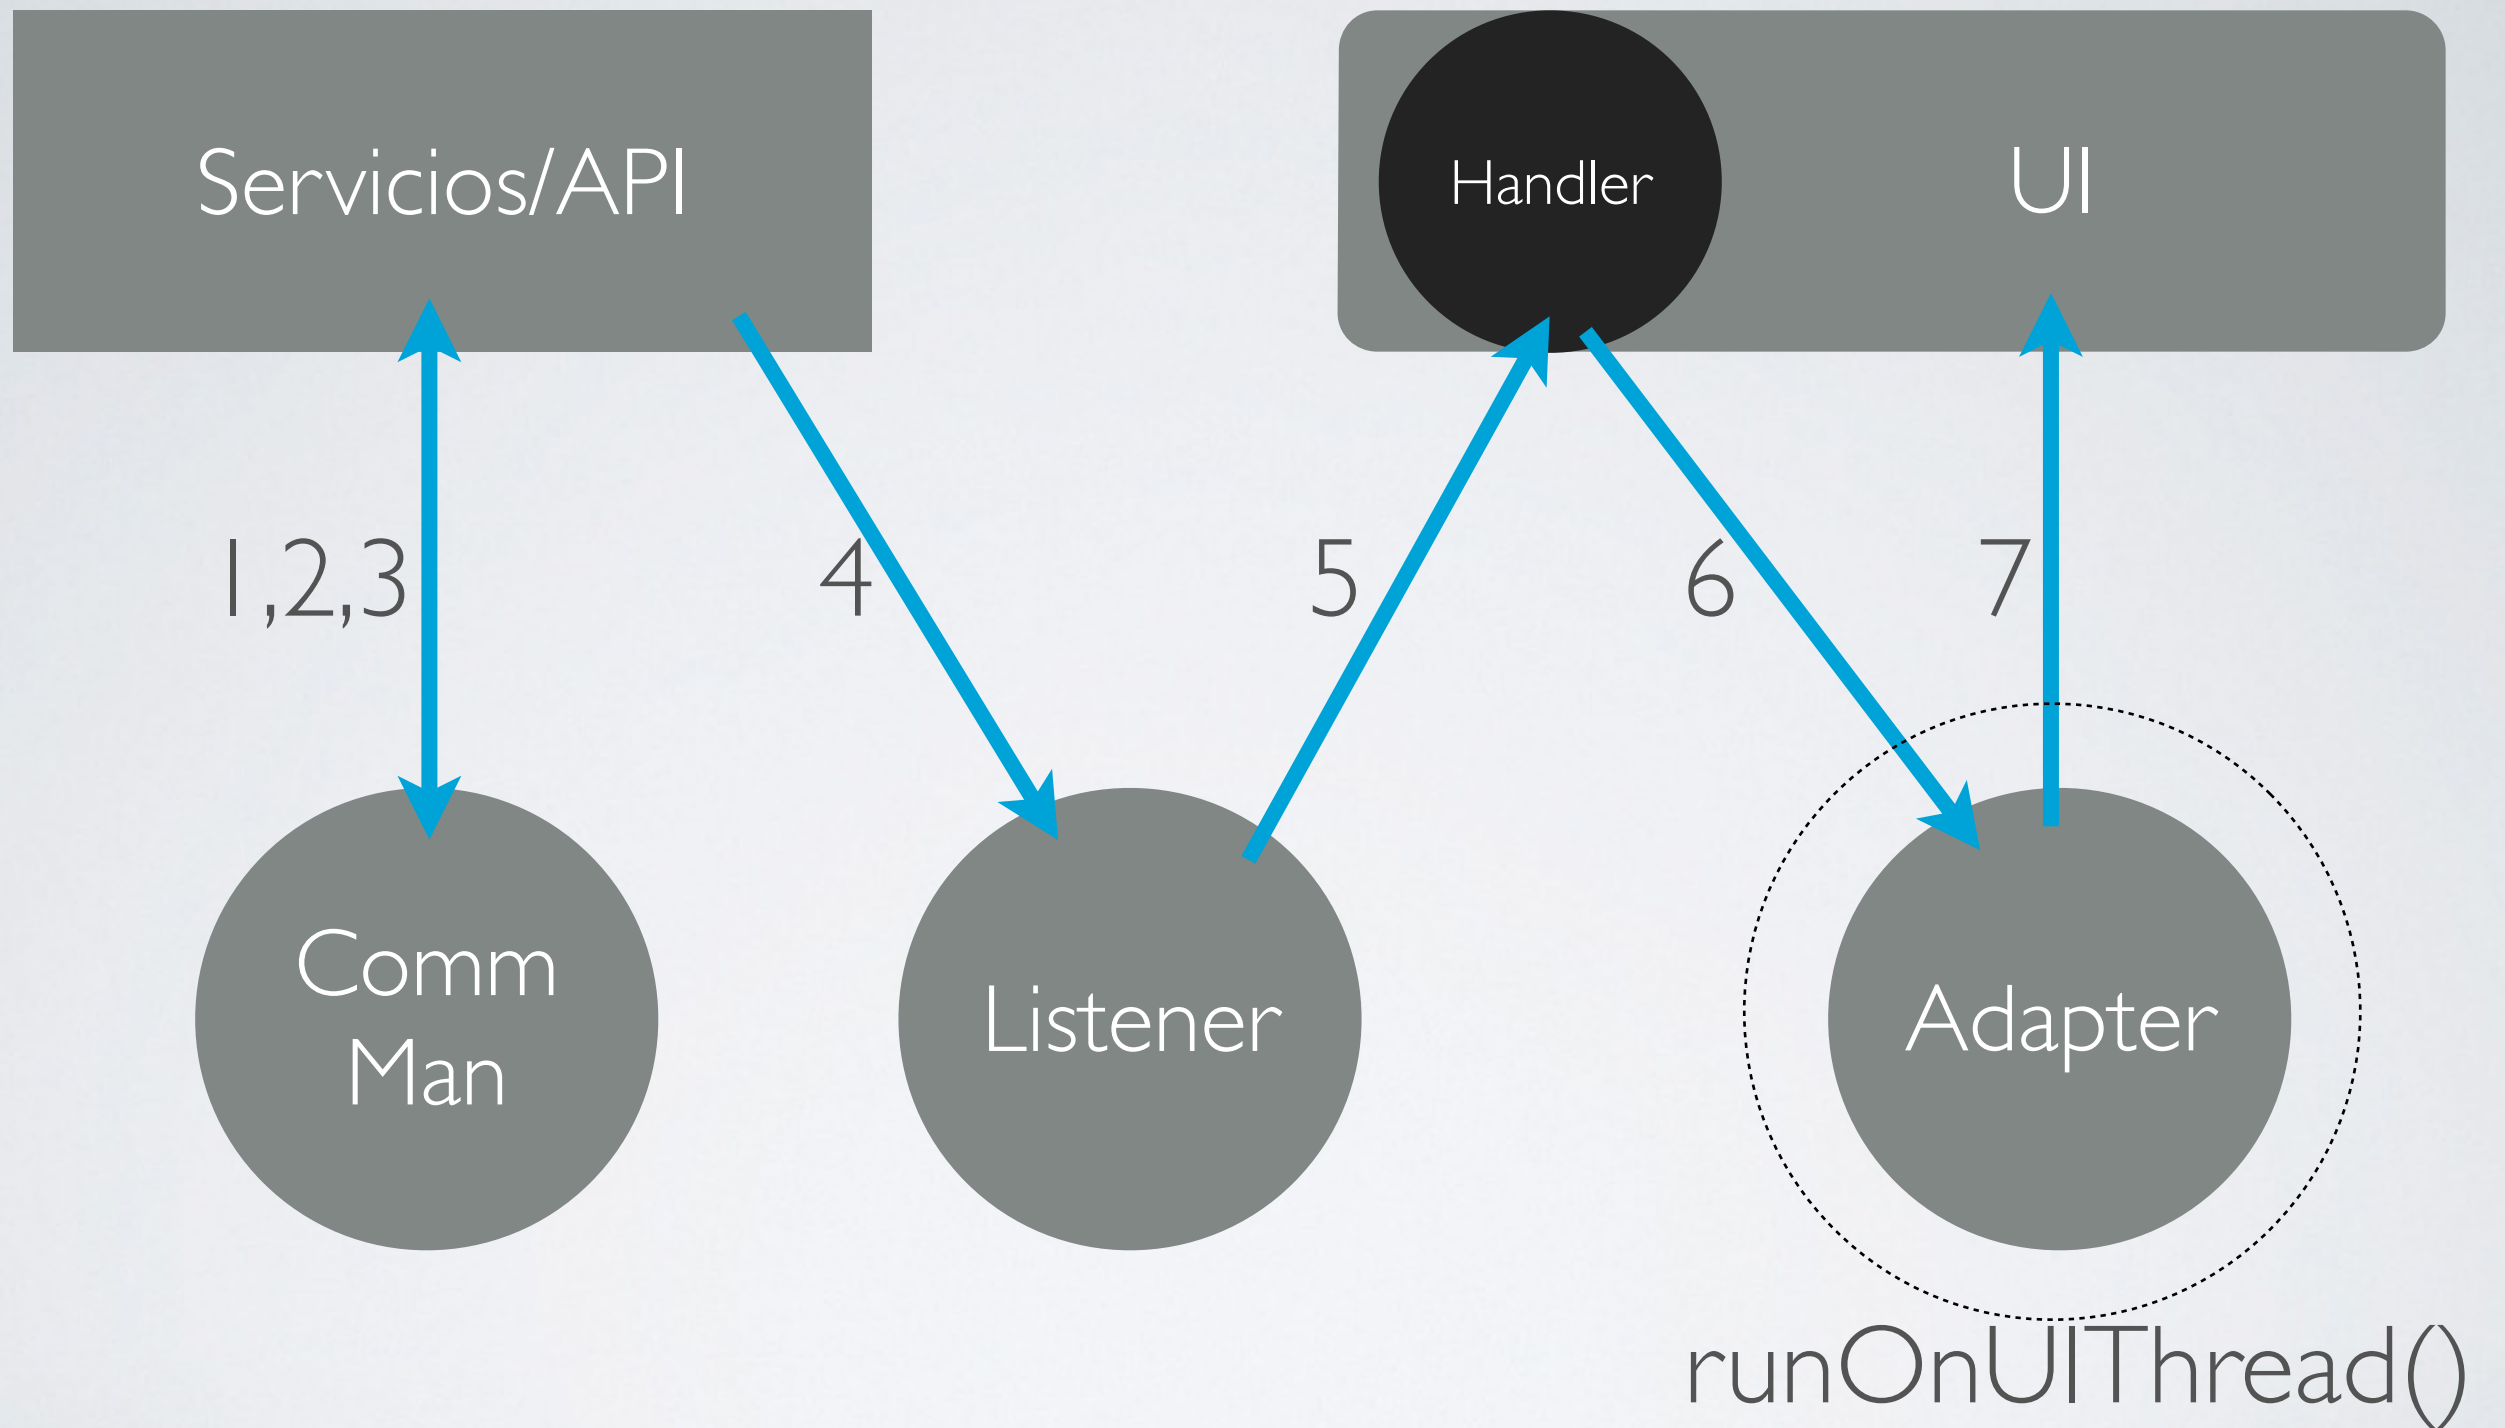 Servicios/API
Handler
UI
1,2,3
4
5
6
7
Comm
Man
Listener
Adapter
runOnUIThread()